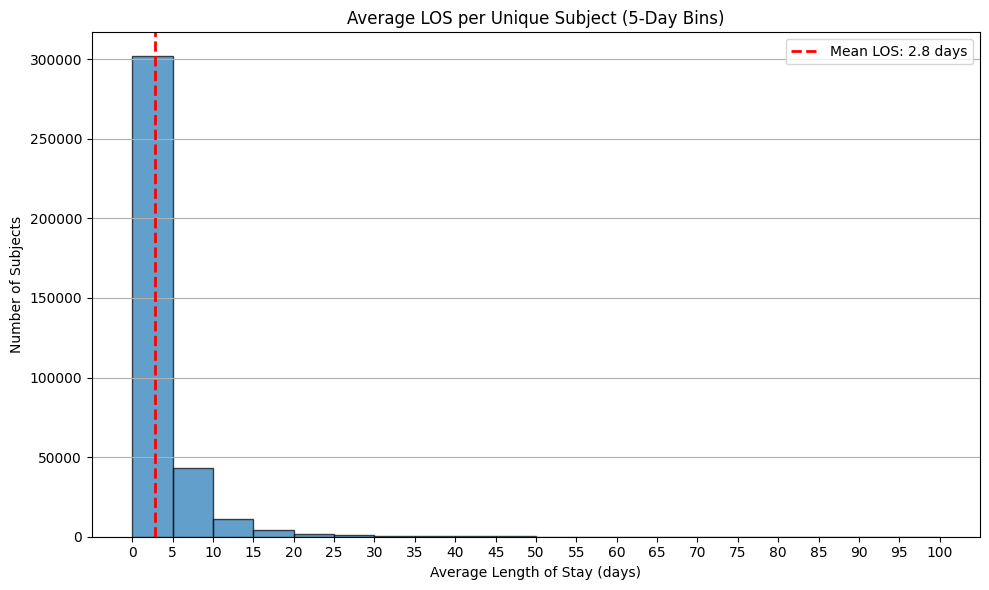 Average LOS per Unique Subject (5-Day Bins)
Mean LOS: 2.8 days
300000
250000
200000
150000
100000
50000
0
Number of Subjects
0 5 10 15 20 25 30 35 40 45 50 55 60 65 70 75 80 85 90 95 100
Average Length of Stay (days)